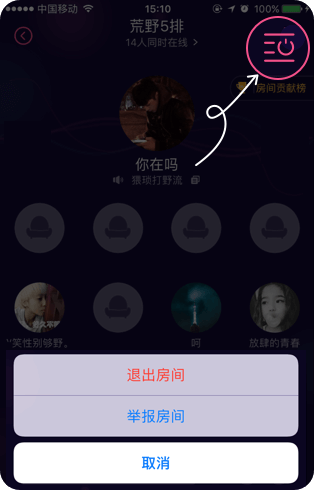 中国移动
15:10
100%
荒野5排
14人同时在线 >
房间贡献榜
你在吗
猥琐打野流
笑性别够野。
呵
放肆的青春
退出房间
举报房间
取消